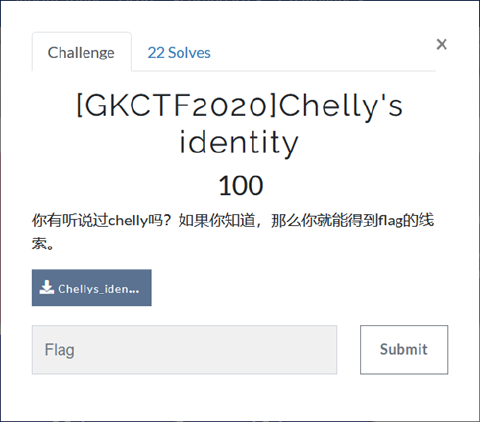 Challenge
22 Solves
×
[GKCTF2020]Chelly's
identity
100
你有听说过chelly吗？如果你知道，那么你就能得到flag的线
索。
Chellys_iden...
Flag
Submit